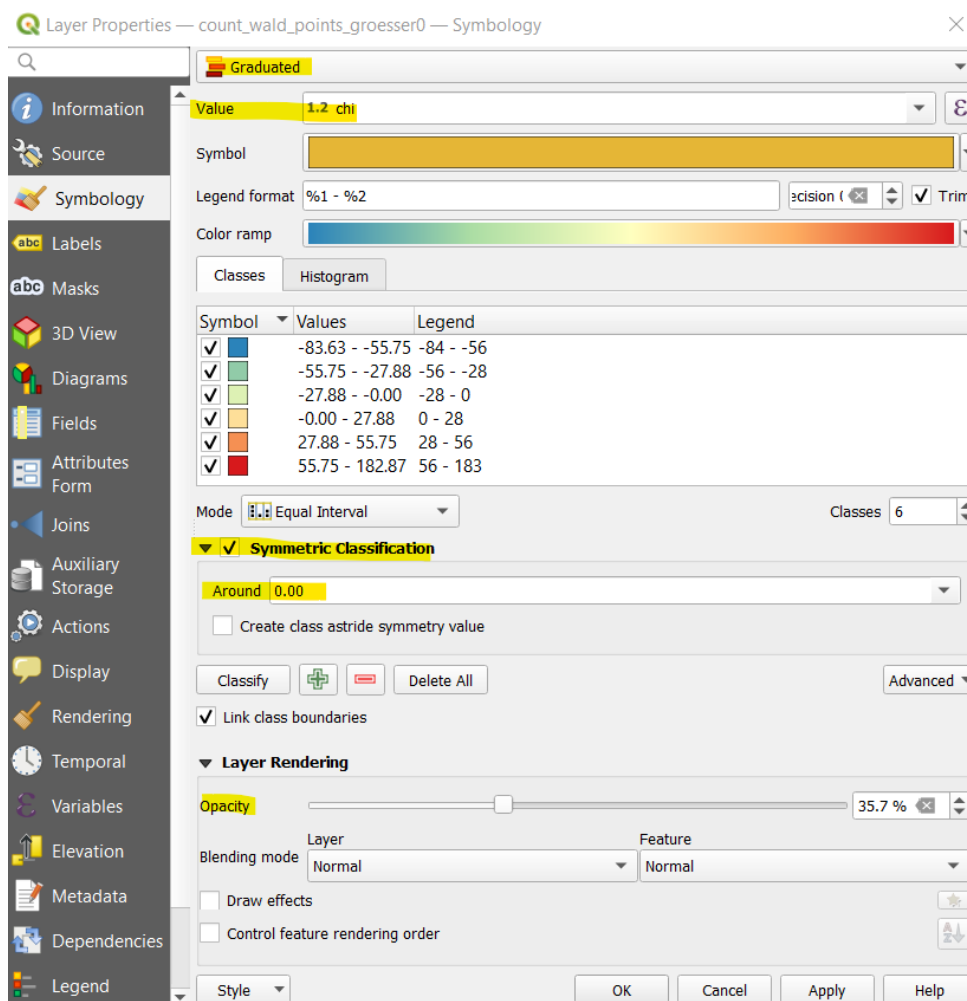 Layer Properties — count_wald_points_groesser0 — Symbology
Graduated
Information
Value 1.2 chi ε
Source
Symbol
Symbology
Legend format %1 - %2 ecision ( Trim
Labels
Color ramp
Masks
Classes Histogram
3D View
Symbol Values Legend
-83.63 - -55.75 -84 - -56
Diagrams
-55.75 - -27.88 -56 - -28
-27.88 - -0.00 -28 - 0
Fields
-0.00 - 27.88 0 - 28
27.88 - 55.75 28 - 56
Attributes Form
55.75 - 182.87 56 - 183
Joins
Mode Equal Interval Classes 6
Symmetric Classification
Auxiliary Storage
Around 0.00
Actions
Create class astride symmetry value
Display
Classify Delete All Advanced
Rendering
Link class boundaries
Temporal
Layer Rendering
Variables
Opacity 35.7 %
Elevation
Layer Feature
Blending mode Normal Normal
Metadata
Draw effects
Dependencies
Control feature rendering order
Legend
Style OK Cancel Apply Help